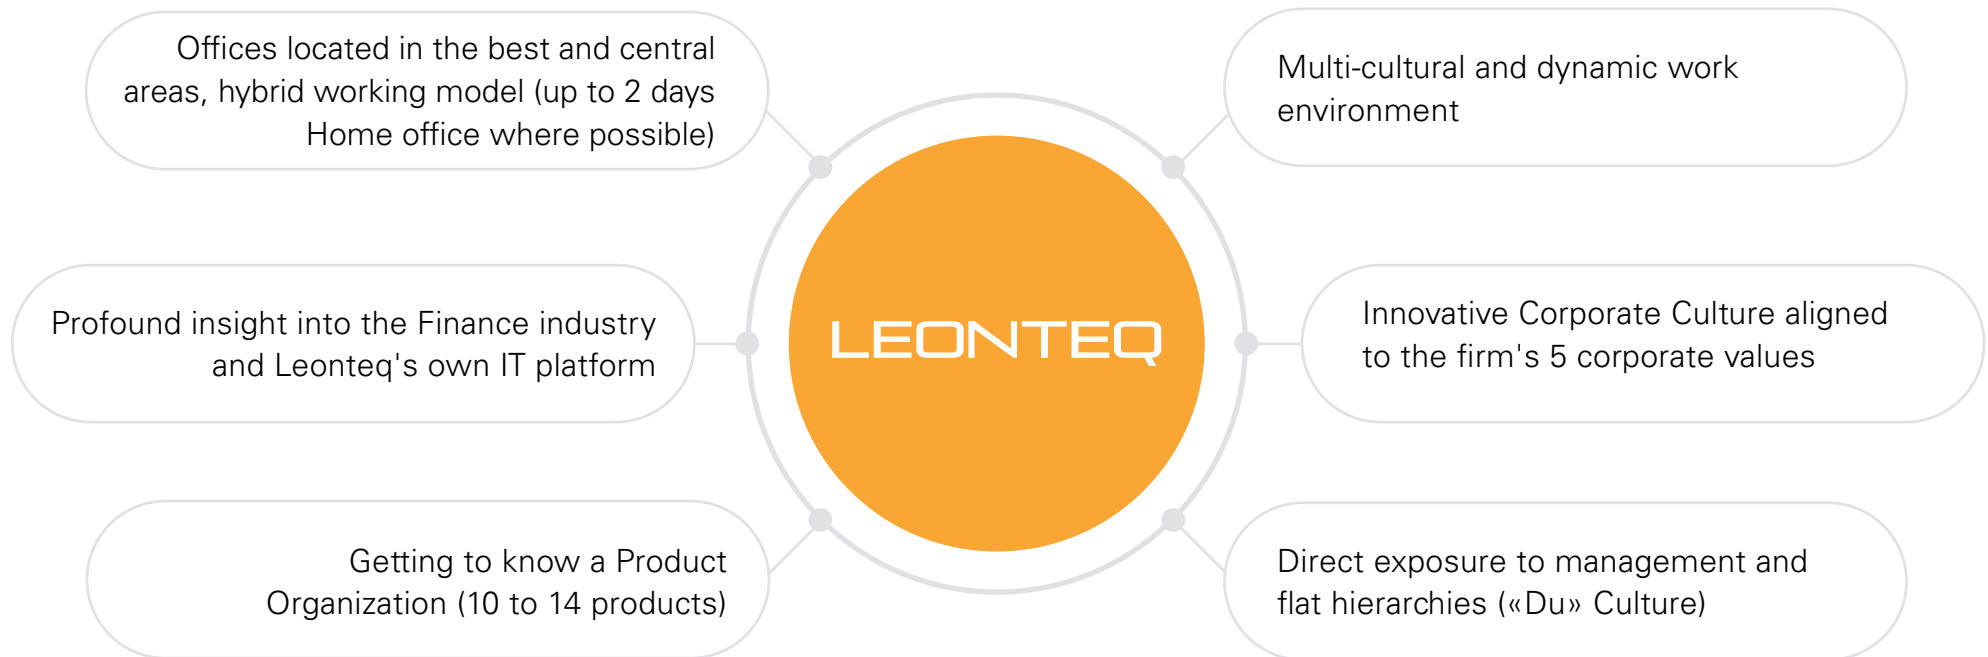 Offices located in the best and central
areas, hybrid working model (up to 2 days
Home office where possible)
Profound insight into the Finance industry
and Leonteq's own IT platform
Getting to know a Product
Organization (10 to 14 products)
LEONTEQ
Multi-cultural and dynamic work
environment
Innovative Corporate Culture aligned
to the firm's 5 corporate values
Direct exposure to management and
flat hierarchies («Du» Culture)